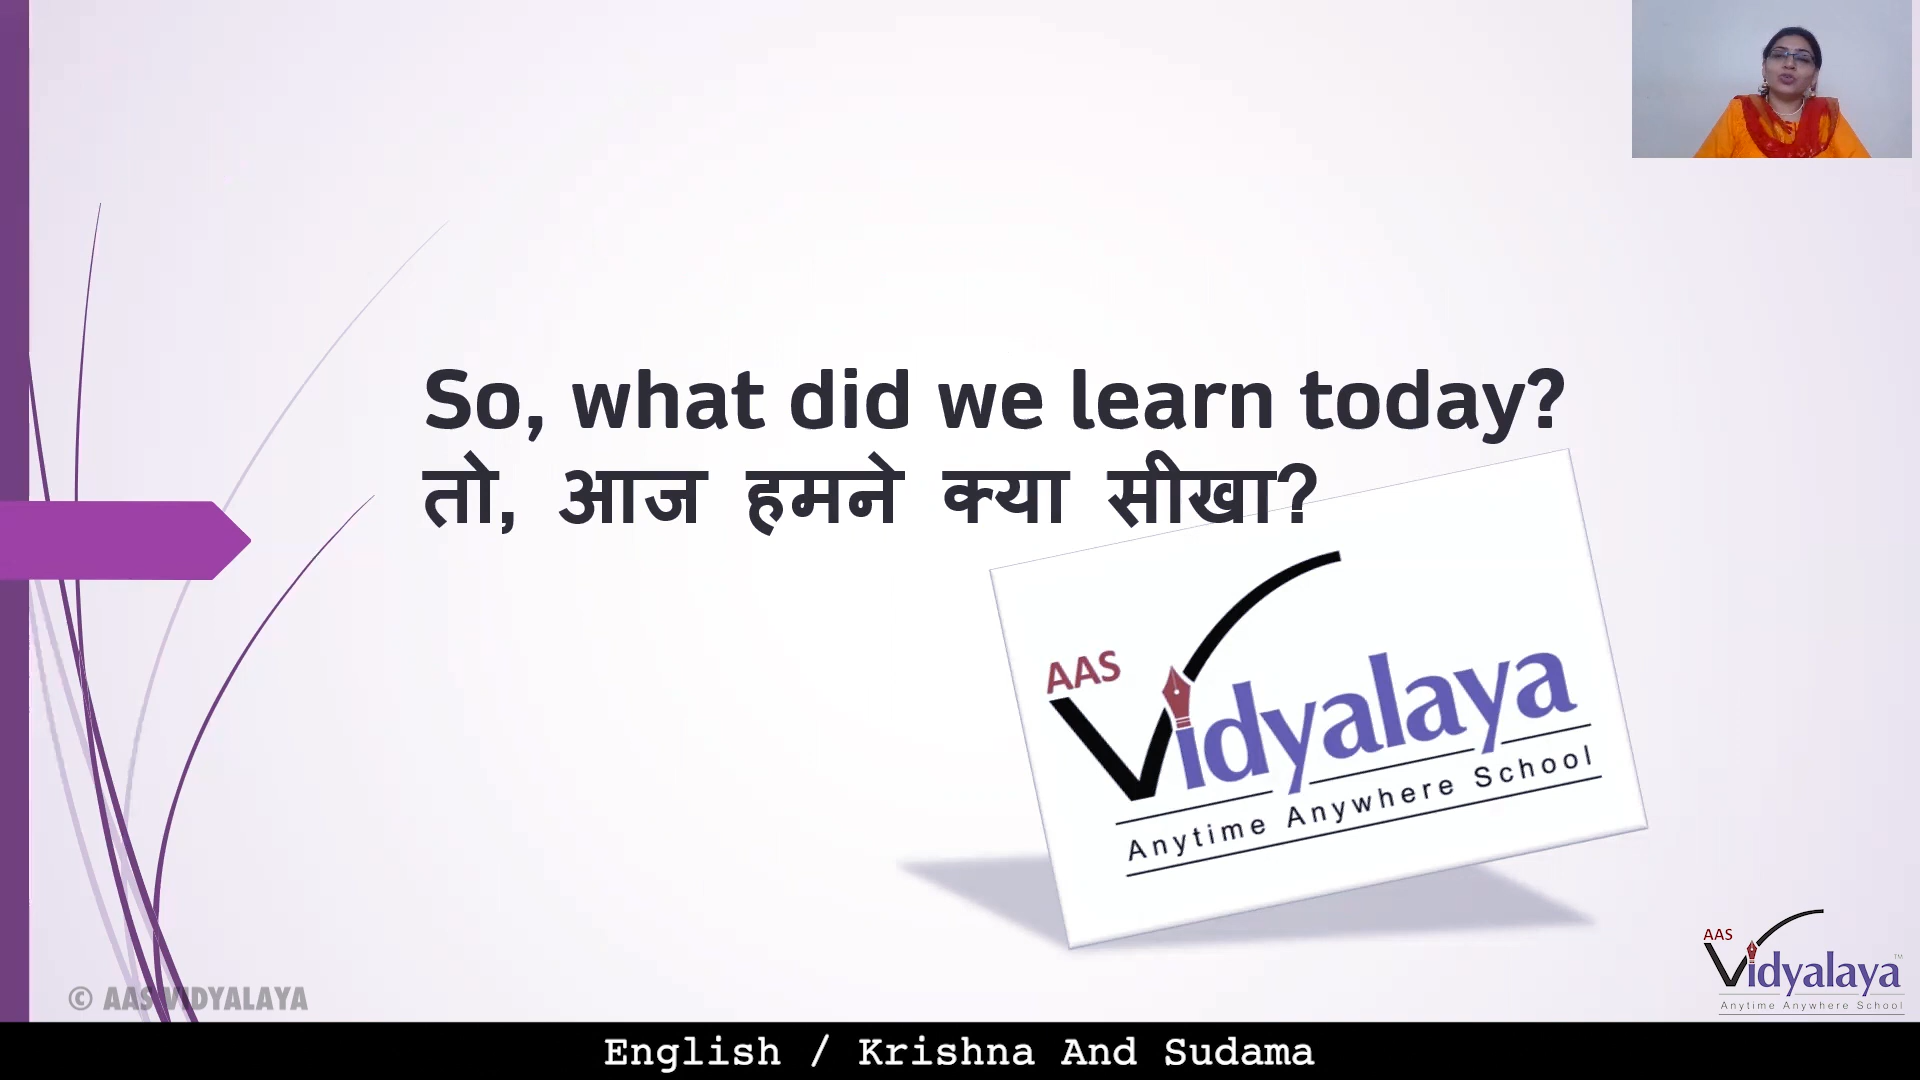 So, what did we learn today?
तो, आज हमने क्या सीखा?
AAS
Vidyalaya
Anytime Anywhere School
AAS
Vidyalaya™
Anytime Anywhere School
© AAS VIDYALAYA
English / Krishna And Sudama